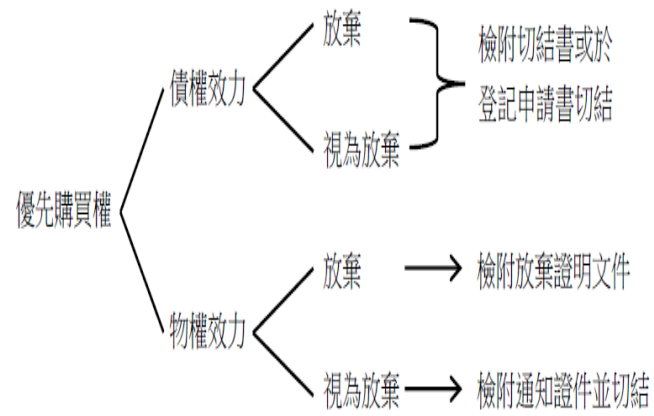 優先購買權
債權效力
放棄
視為放棄
檢附切結書或於
登記申請書切結
物權效力
放棄
檢附放棄證明文件
視為放棄
檢附通知證件並切結